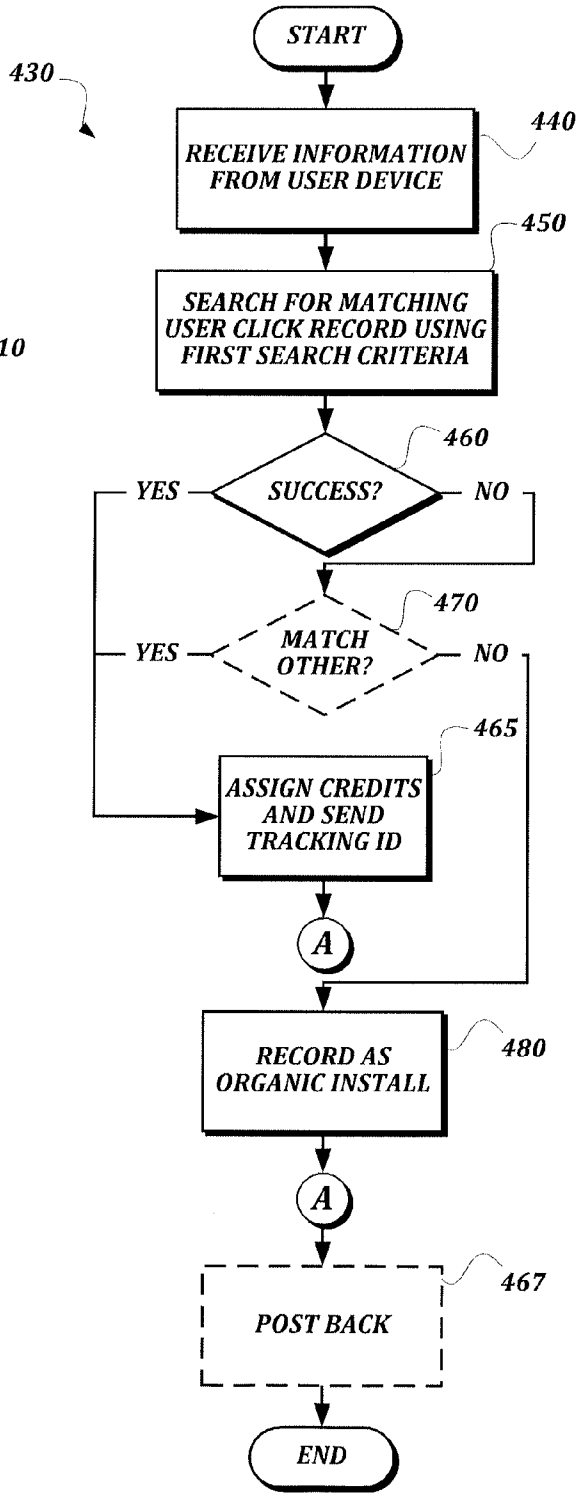 START
430
440
RECEIVE INFORMATION
FROM USER DEVICE
450
SEARCH FOR MATCHING
USER CLICK RECORD USING
FIRST SEARCH CRITERIA
10
460
YES
SUCCESS?
NO
470
YES
MATCH
OTHER?
NO
465
ASSIGN CREDITS
AND SEND
TRACKING ID
A
RECORD AS
ORGANIC INSTALL
480
A
467
POST BACK
END